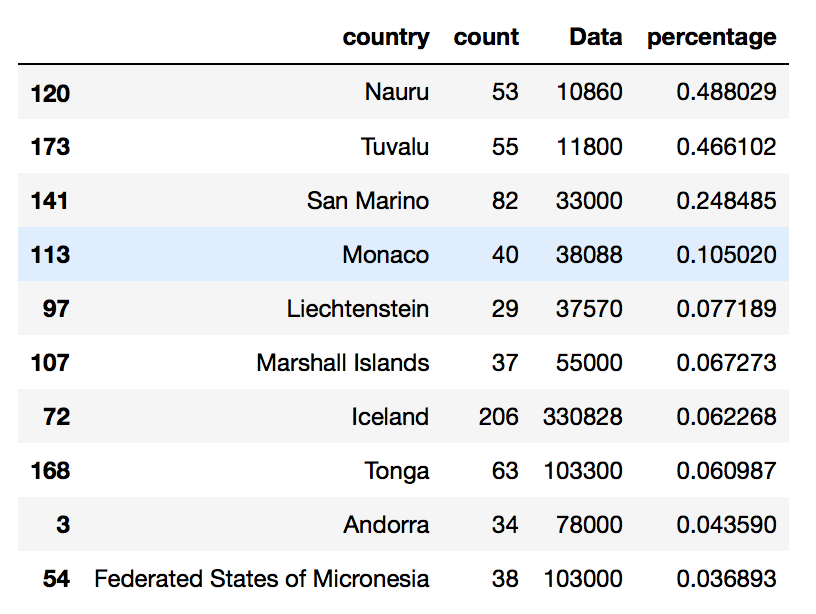 country count Data percentage
120 Nauru 53 10860 0.488029
173 Tuvalu 55 11800 0.466102
141 San Marino 82 33000 0.248485
113 Monaco 40 38088 0.105020
97 Liechtenstein 29 37570 0.077189
107 Marshall Islands 37 55000 0.067273
72 Iceland 206 330828 0.062268
168 Tonga 63 103300 0.060987
3 Andorra 34 78000 0.043590
54 Federated States of Micronesia 38 103000 0.036893